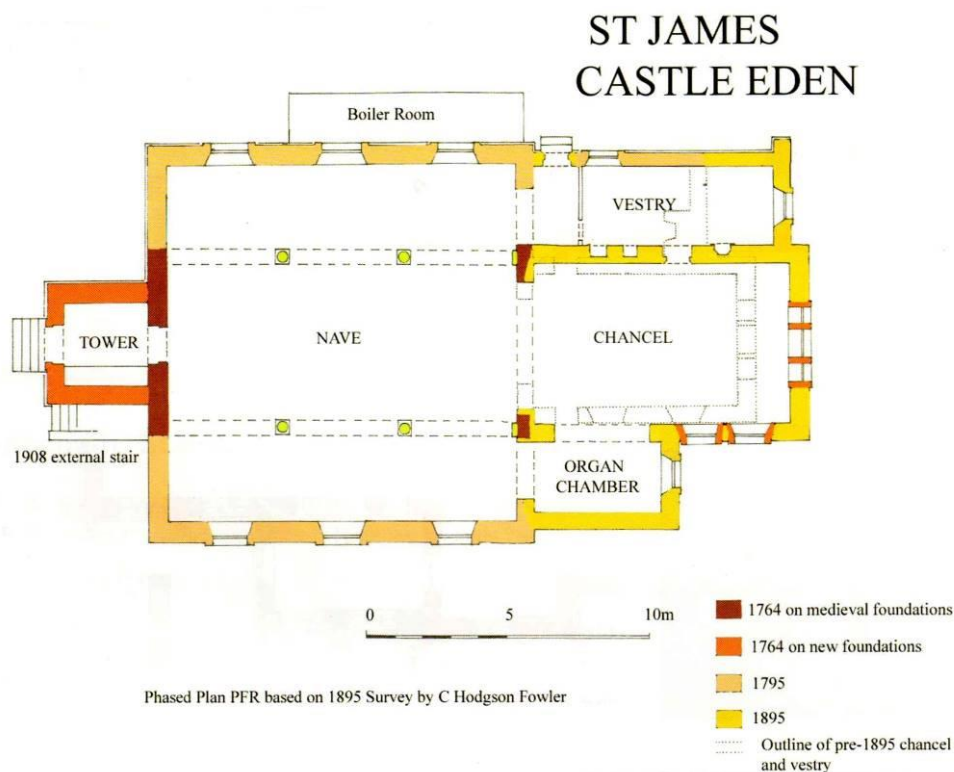 ST JAMES
CASTLE EDEN
Boiler Room
VESTRY
TOWER
NAVE
CHANCEL
1908 external stair
ORGAN
CHAMBER
0 5 10m
1764 on medieval foundations
1764 on new foundations
1795
1895
Outline of pre-1895 chancel
and vestry
Phased Plan PFR based on 1895 Survey by C Hodgson Fowler